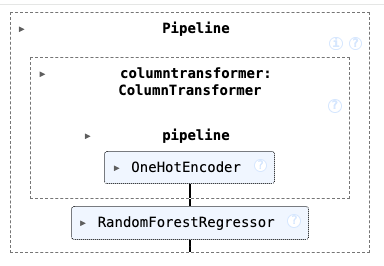 Pipeline
i ?
columntransformer:
ColumnTransformer
?
pipeline
OneHotEncoder ?
RandomForestRegressor ?